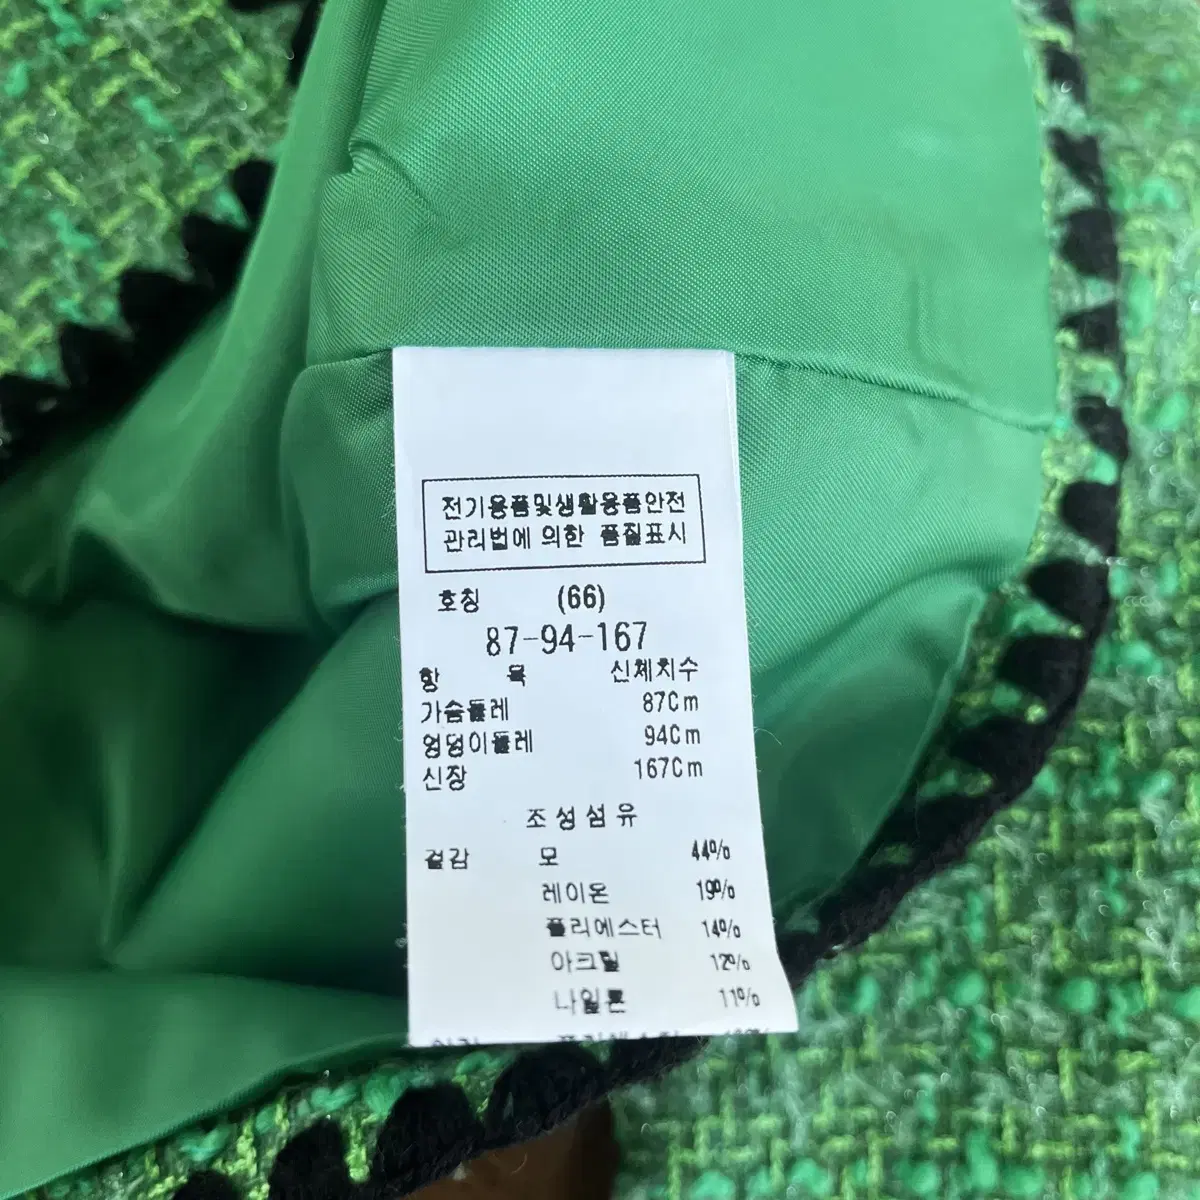 전기용품및생활용품안전
관리법에 의한 품질표시
호칭 (66)
87-94-167
항 목 신체치수
가슴둘레 87Cm
엉덩이둘레 94Cm
신장 167Cm
조성섬유
겉감 모 44%
레이온 19%
폴리에스터 14%
아크릴 12%
나일론 11%